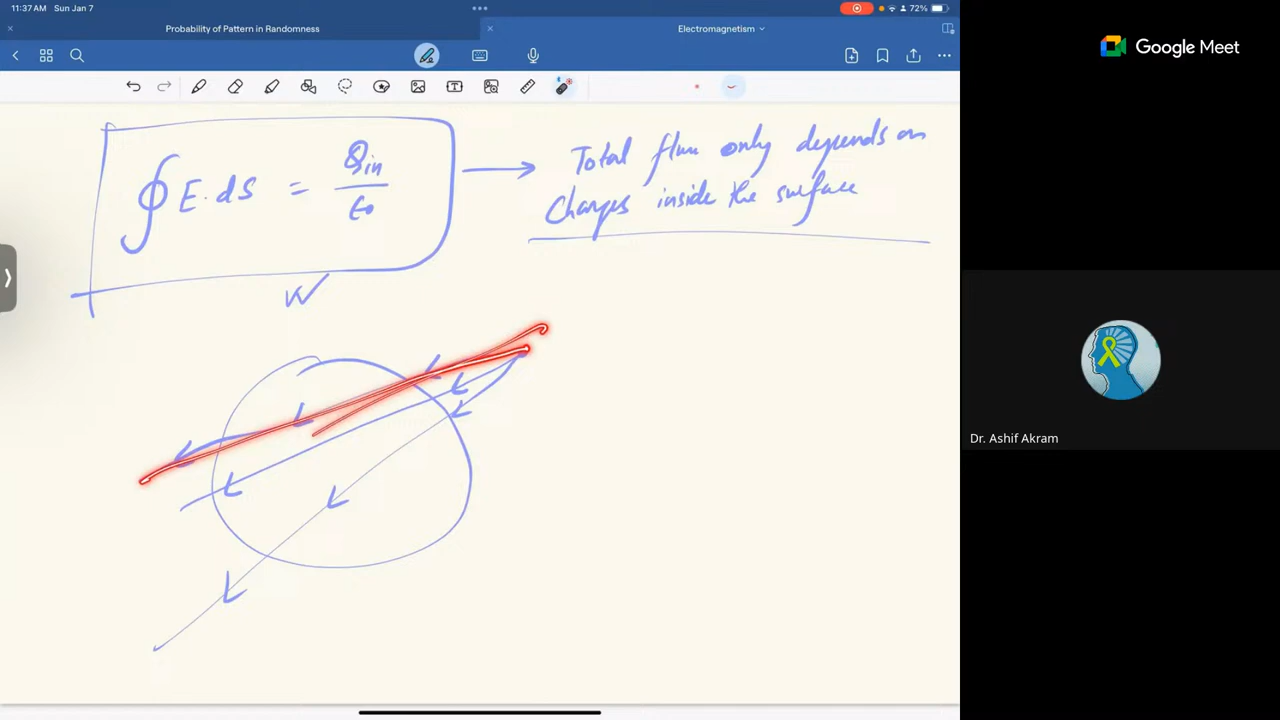 11:37 AM Sun Jan 7
72%
Probability of Pattern in Randomness
Electromagnetism
Google Meet
∮ E.dS = Qin/ε0
Total flux only depends on
charges inside the surface
Dr. Ashif Akram